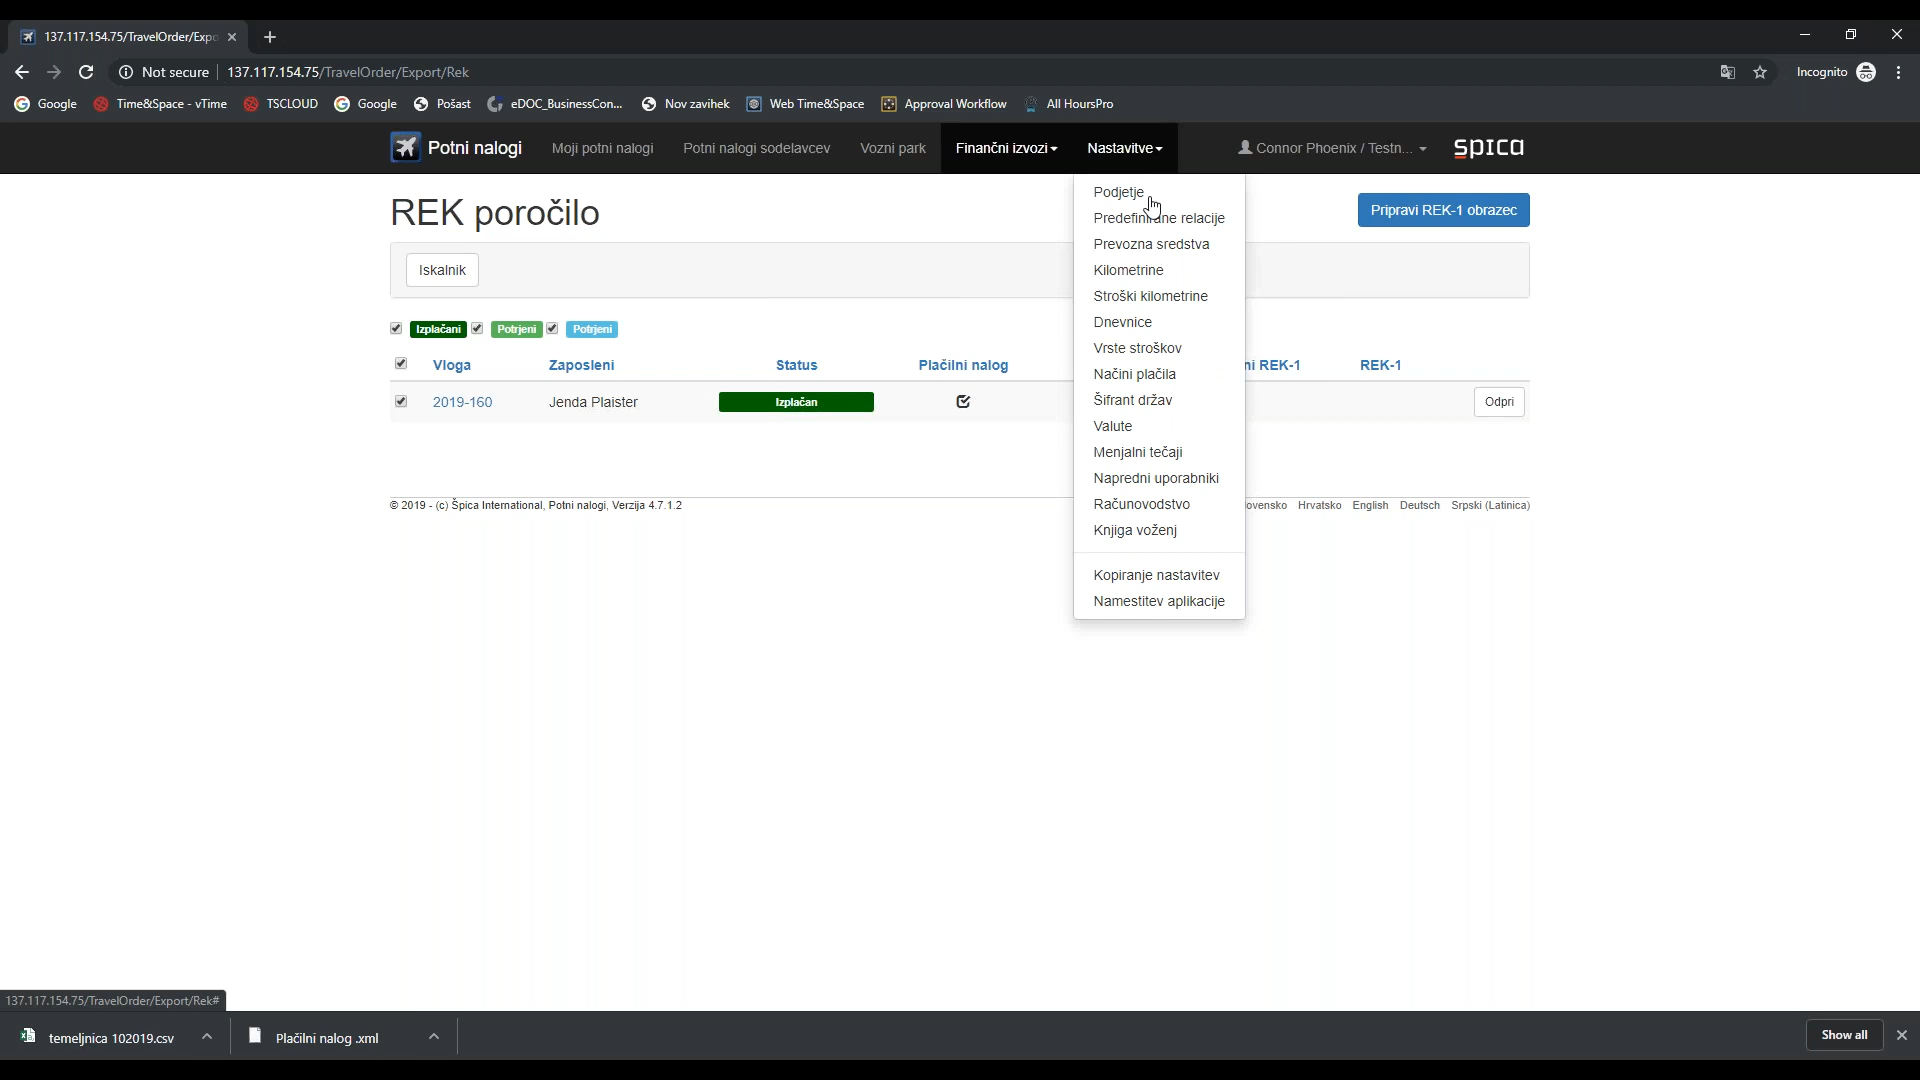 137.117.154.75/TravelOrder/Expo
Not secure 137.117.154.75/TravelOrder/Export/Rek Incognito
Google Time&Space - vTime TSCLOUD Google Pošast eDOC_BusinessCon... Nov zavihek Web Time&Space Approval Workflow All HoursPro
Potni nalogi Moji potni nalogi Potni nalogi sodelavcev Vozni park Finančni izvozi Nastavitve Connor Phoenix / Testn... spica
REK poročilo
Pripravi REK-1 obrazec
Iskalnik
Izplačani Potrjeni Potrjeni
Vloga Zaposleni Status Plačilni nalog ni REK-1 REK-1
2019-160 Jenda Plaister Izplačan Odpri
Podjetje
Predefinirane relacije
Prevozna sredstva
Kilometrine
Stroški kilometrine
Dnevnice
Vrste stroškov
Načini plačila
Šifrant držav
Valute
Menjalni tečaji
Napredni uporabniki
Računovodstvo
Knjiga voženj
Kopiranje nastavitev
Namestitev aplikacije
© 2019 - (c) Špica International, Potni nalogi, Verzija 4.7.1.2 ovensko Hrvatsko English Deutsch Srpski (Latinica)
137.117.154.75/TravelOrder/Export/Rek#
temeljnica 102019.csv Plačilni nalog .xml Show all